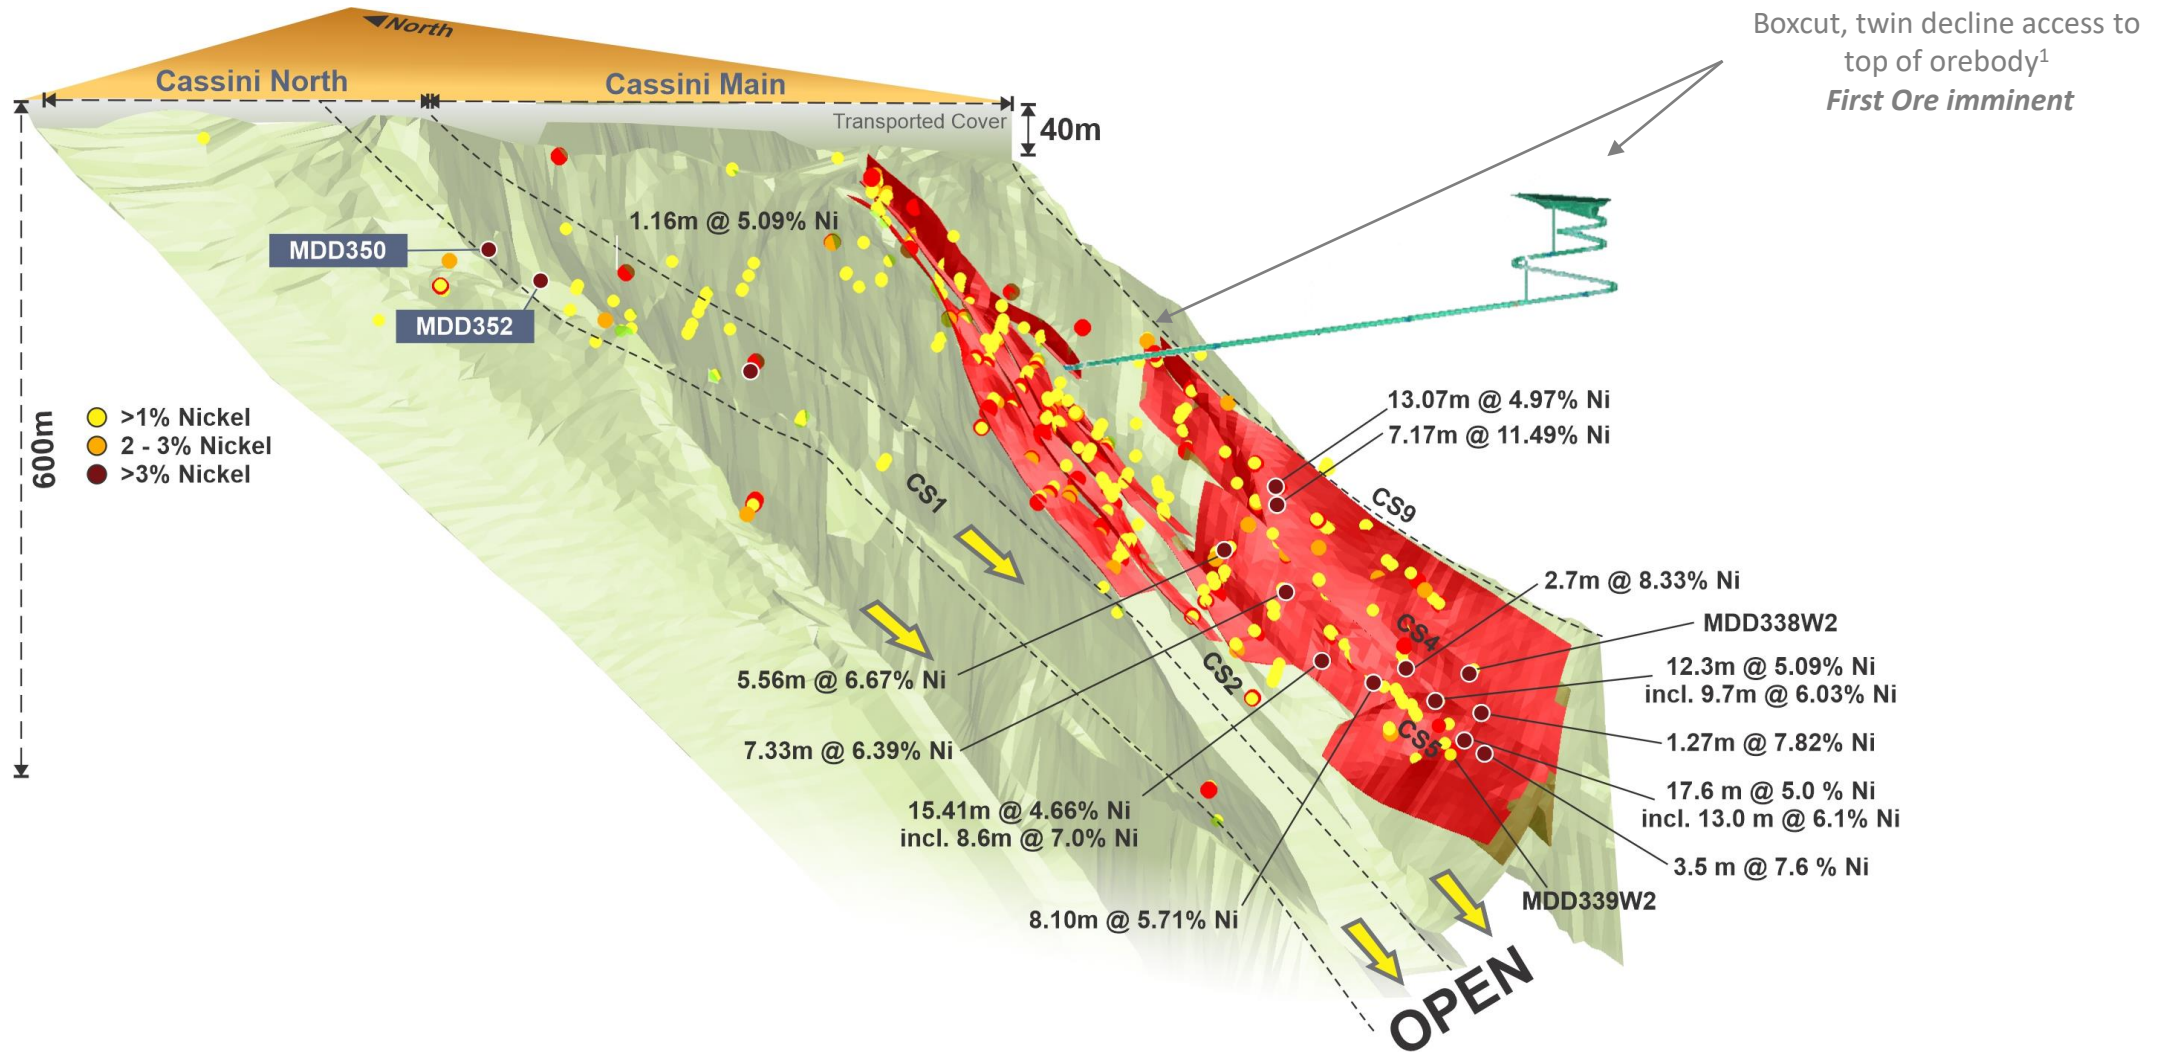 North
Boxcut, twin decline access to
top of orebody1
First Ore imminent
Cassini North
Cassini Main
Transported Cover
40m
1.16m @ 5.09% Ni
MDD350
MDD352
600m
>1% Nickel
2 - 3% Nickel
>3% Nickel
13.07m @ 4.97% Ni
7.17m @ 11.49% Ni
CS1
CS9
2.7m @ 8.33% Ni
CS4
MDD338W2
CS2
12.3m @ 5.09% Ni
incl. 9.7m @ 6.03% Ni
5.56m @ 6.67% Ni
CS5
1.27m @ 7.82% Ni
7.33m @ 6.39% Ni
17.6 m @ 5.0 % Ni
incl. 13.0 m @ 6.1% Ni
15.41m @ 4.66% Ni
incl. 8.6m @ 7.0% Ni
3.5 m @ 7.6 % Ni
MDD339W2
8.10m @ 5.71% Ni
OPEN